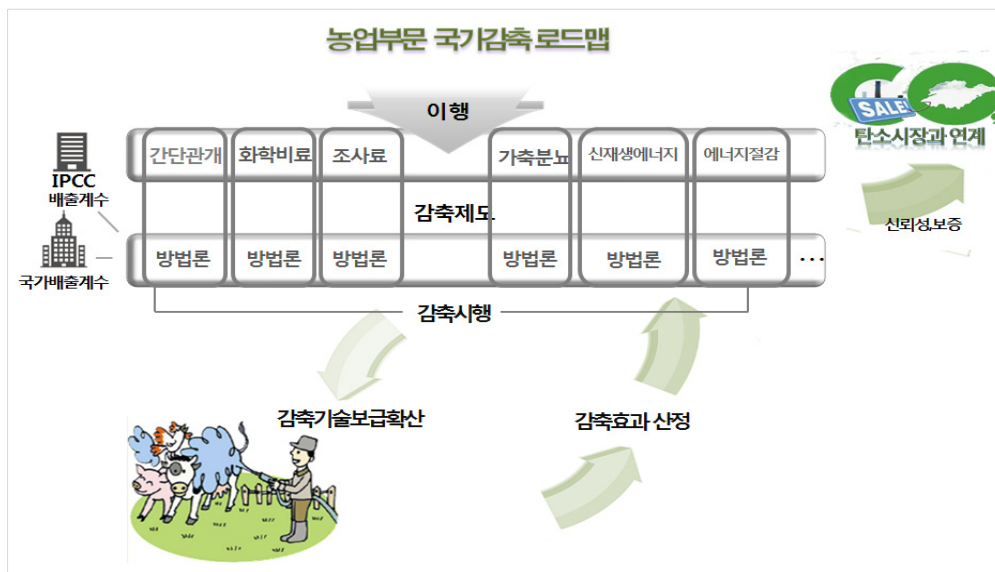 농업부문 국가감축 로드맵
이행
SALE!
탄소시장과 연계
간단관개 화학비료 조사료 가축분뇨 신재생에너지 에너지절감
IPCC
배출계수
감축제도
신뢰성,보증
방법론 방법론 방법론 방법론 방법론 방법론 ...
국가배출계수
감축시행
감축기술보급확산
감축효과 산정